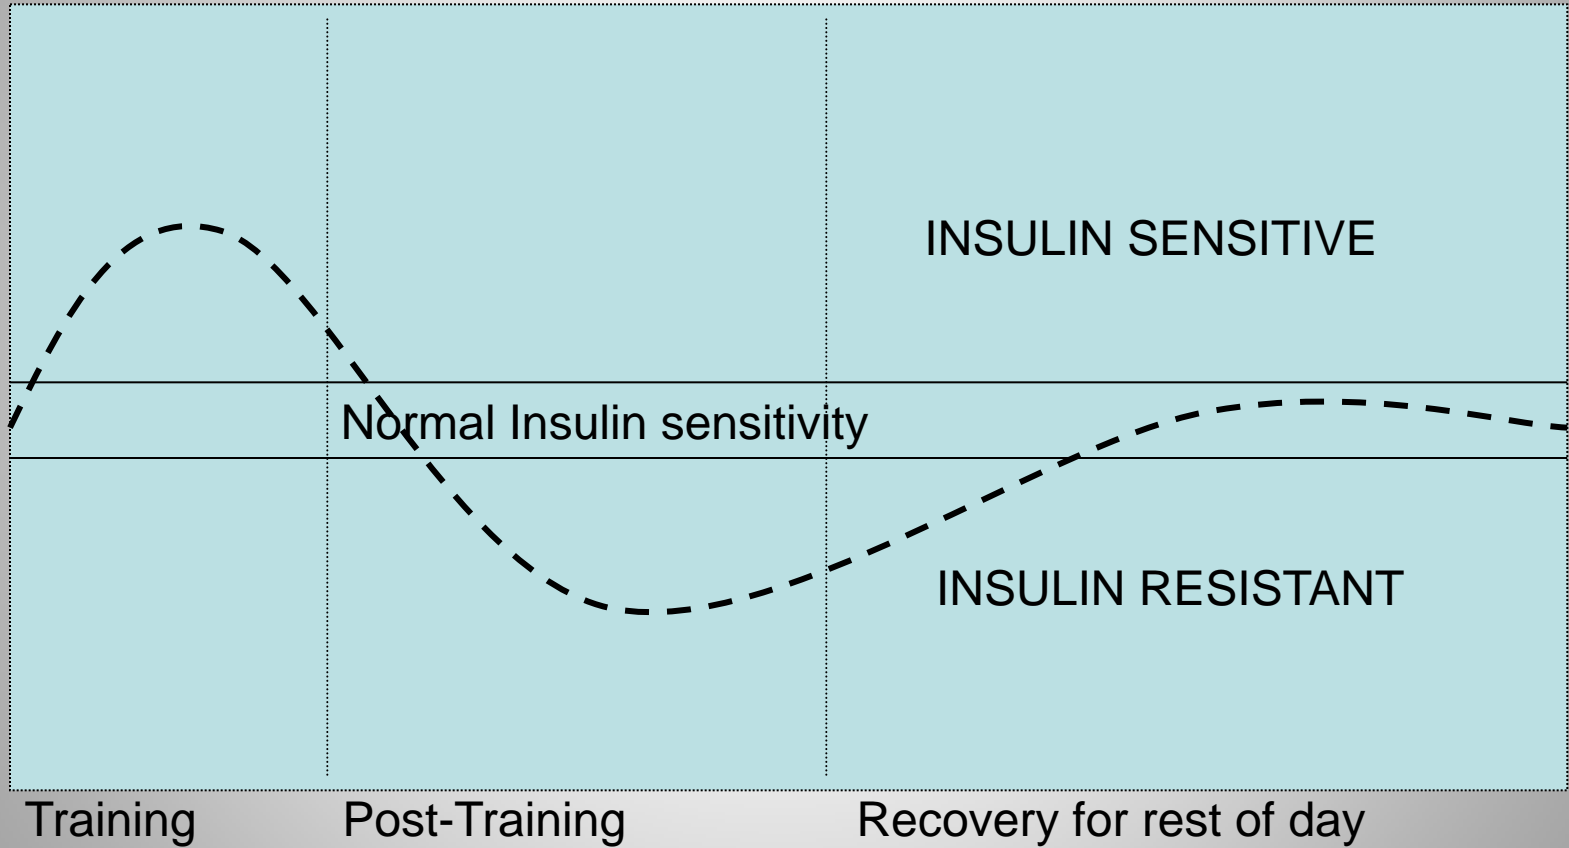 INSULIN SENSITIVE
Normal Insulin sensitivity
INSULIN RESISTANT
Training
Post-Training
Recovery for rest of day